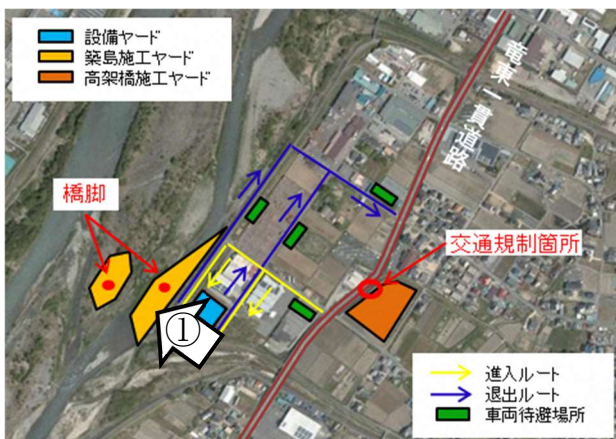 設備ヤード
築島施工ヤード
高架橋施工ヤード
竜東一貫道路
橋脚
交通規制箇所
①
進入ルート
退出ルート
車両待避場所